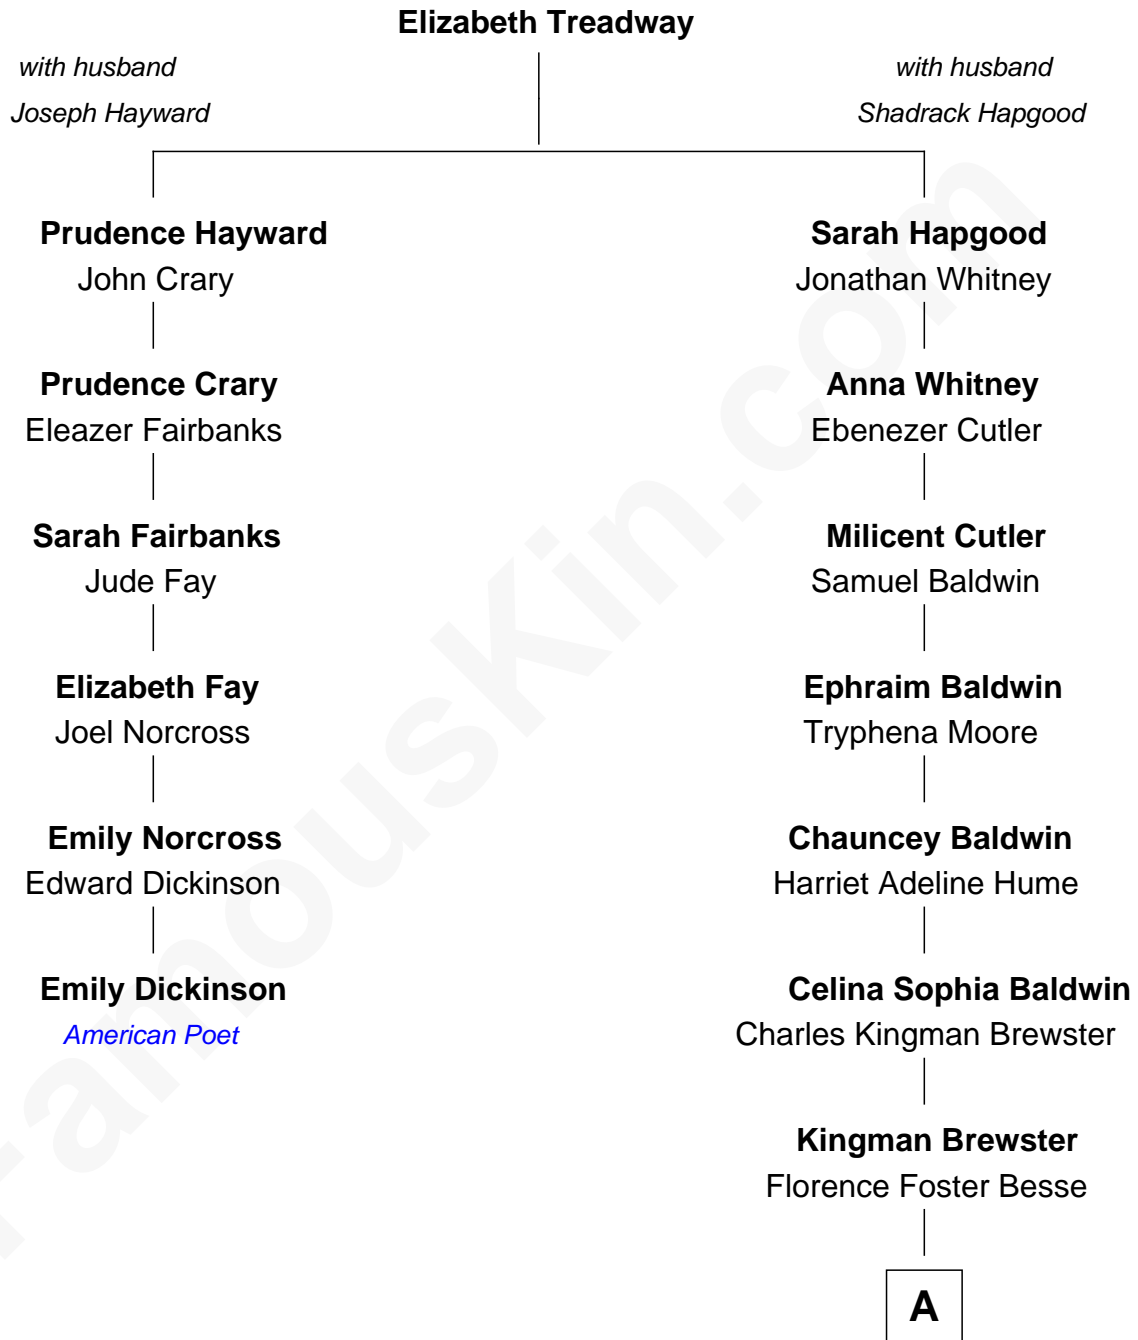 Elizabeth Treadway
with husband
Joseph Hayward
with husband
Shadrack Hapgood
Prudence Hayward
John Crary
Sarah Hapgood
Jonathan Whitney
Prudence Crary
Eleazer Fairbanks
Anna Whitney
Ebenezer Cutler
Sarah Fairbanks
Jude Fay
Milicent Cutler
Samuel Baldwin
Elizabeth Fay
Joel Norcross
Ephraim Baldwin
Tryphena Moore
Emily Norcross
Edward Dickinson
Chauncey Baldwin
Harriet Adeline Hume
Emily Dickinson
American Poet
Celina Sophia Baldwin
Charles Kingman Brewster
Kingman Brewster
Florence Foster Besse
A
FamousKin.com